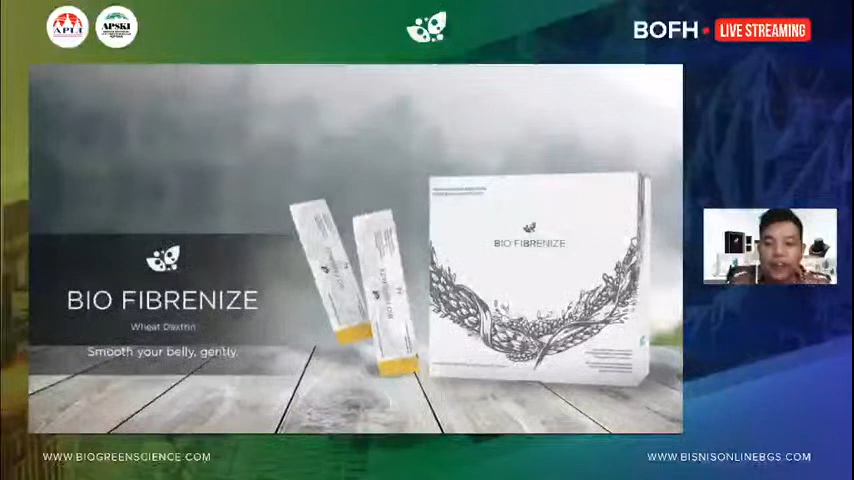 APLI
APSKI
BOFH
LIVE STREAMING
BIO FIBRENIZE
Wheat Dextrin
Smooth your belly, gently.
BIO FIBRENIZE
WWW.BIOGREENSCIENCE.COM
WWW.BISNISONLINEBGS.COM